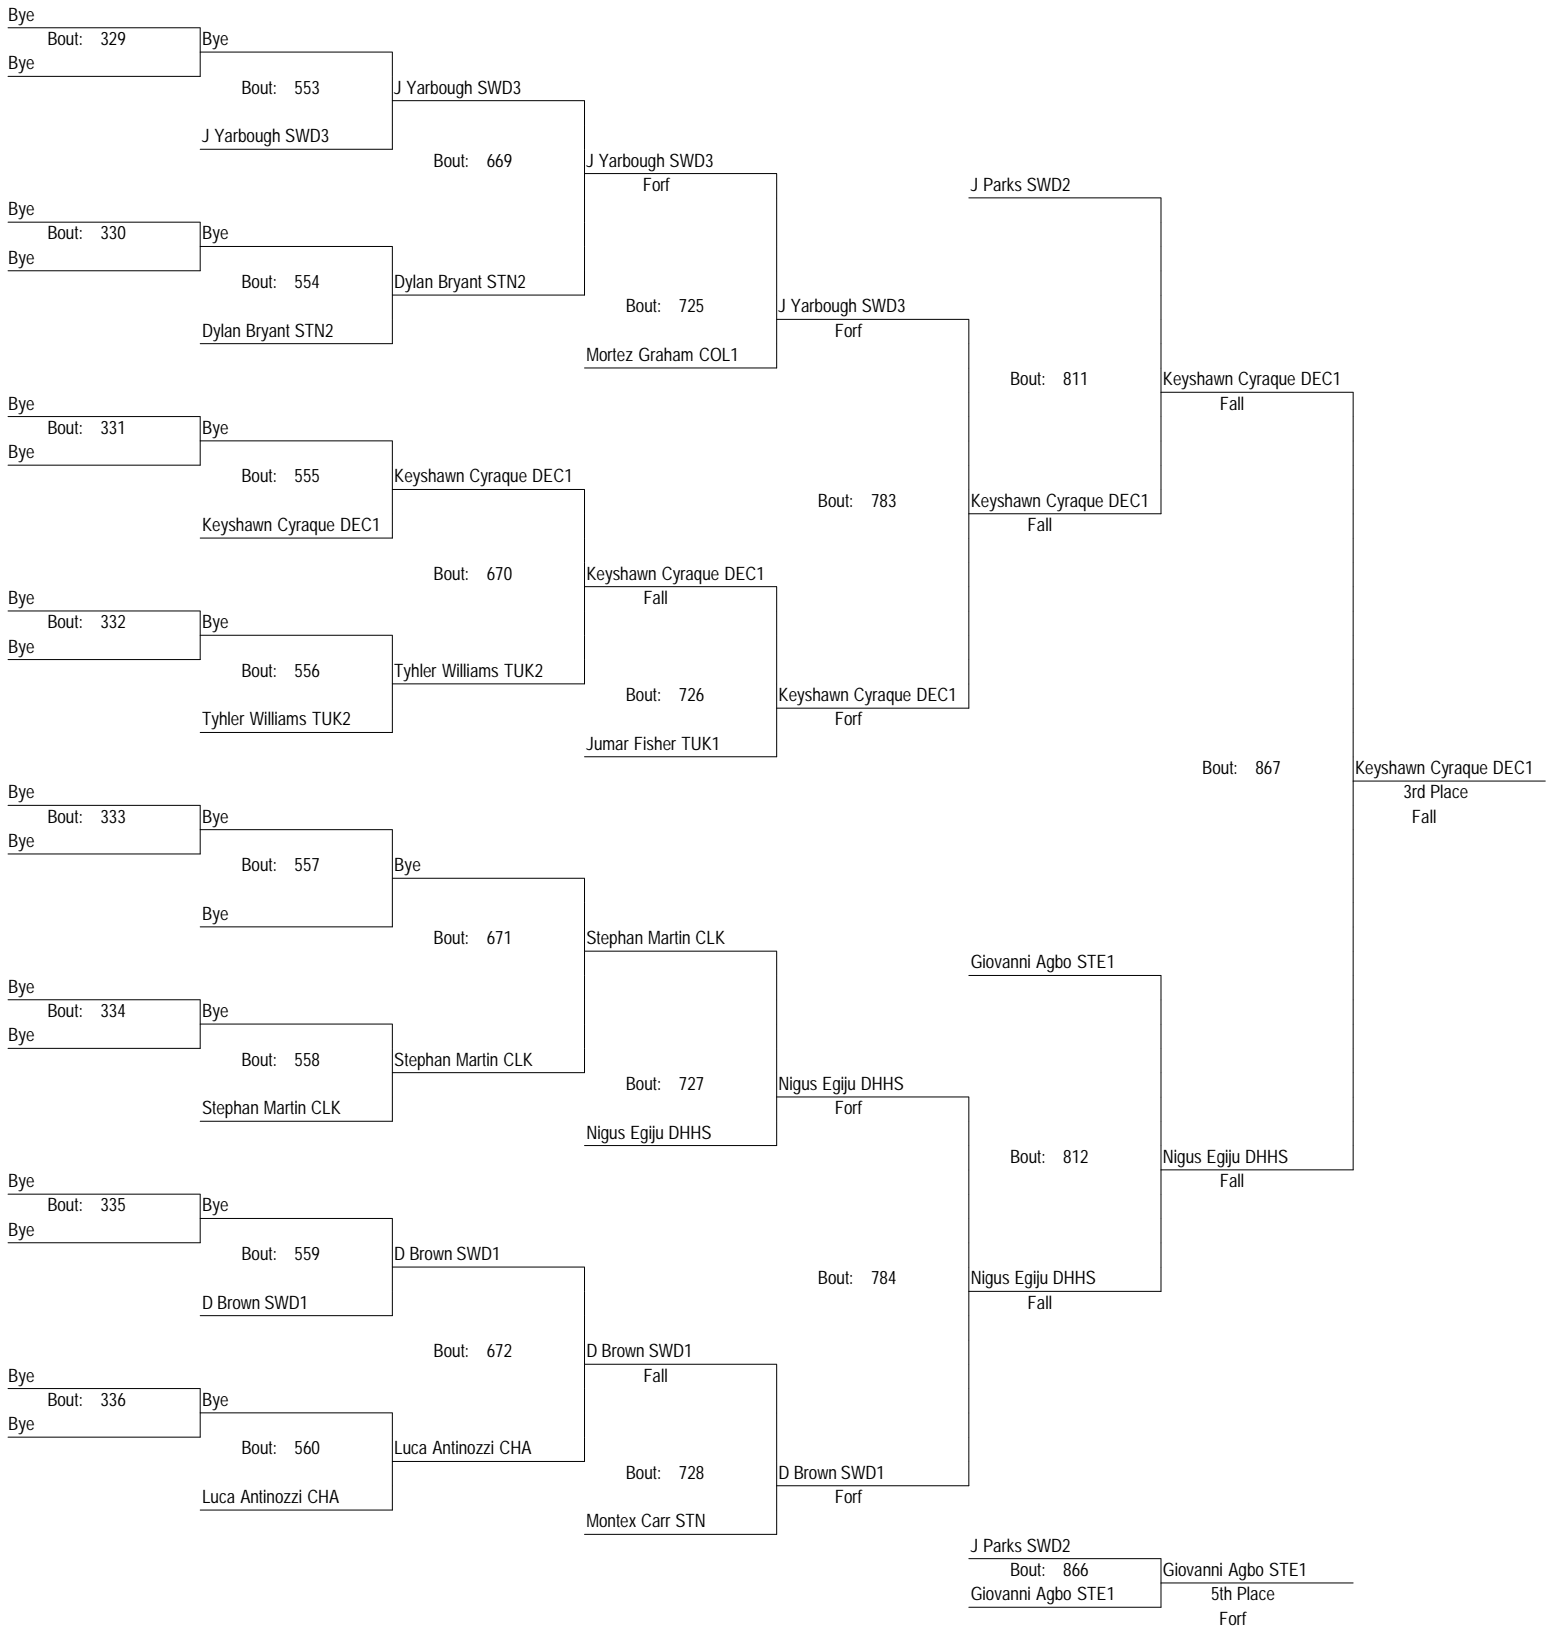 Bye
Bout: 329
Bye
Bye
Bout: 553
J Yarbough SWD3
J Yarbough SWD3
Bout: 669
J Yarbough SWD3
Forf
J Parks SWD2
Bye
Bout: 330
Bye
Bye
Bout: 554
Dylan Bryant STN2
Dylan Bryant STN2
Bout: 725
J Yarbough SWD3
Forf
Mortez Graham COL1
Bout: 811
Keyshawn Cyraque DEC1
Fall
Bye
Bout: 331
Bye
Bye
Bout: 555
Keyshawn Cyraque DEC1
Keyshawn Cyraque DEC1
Bout: 783
Keyshawn Cyraque DEC1
Fall
Bout: 670
Keyshawn Cyraque DEC1
Fall
Bye
Bout: 332
Bye
Bye
Bout: 556
Tyhler Williams TUK2
Tyhler Williams TUK2
Bout: 726
Keyshawn Cyraque DEC1
Forf
Jumar Fisher TUK1
Bout: 867
Keyshawn Cyraque DEC1
3rd Place
Fall
Bye
Bout: 333
Bye
Bye
Bout: 557
Bye
Bye
Bout: 671
Stephan Martin CLK
Giovanni Agbo STE1
Bye
Bout: 334
Bye
Bye
Bout: 558
Stephan Martin CLK
Stephan Martin CLK
Bout: 727
Nigus Egiju DHHS
Forf
Nigus Egiju DHHS
Bout: 812
Nigus Egiju DHHS
Fall
Bye
Bout: 335
Bye
Bye
Bout: 559
D Brown SWD1
D Brown SWD1
Bout: 784
Nigus Egiju DHHS
Fall
Bout: 672
D Brown SWD1
Fall
Bye
Bout: 336
Bye
Bye
Bout: 560
Luca Antinozzi CHA
Luca Antinozzi CHA
Bout: 728
D Brown SWD1
Forf
Montex Carr STN
J Parks SWD2
Bout: 866
Giovanni Agbo STE1
Giovanni Agbo STE1
5th Place
Forf